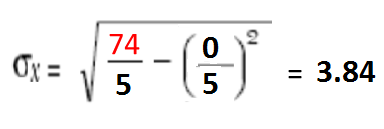 σx = √(74/5 − (0/5)²) = 3.84